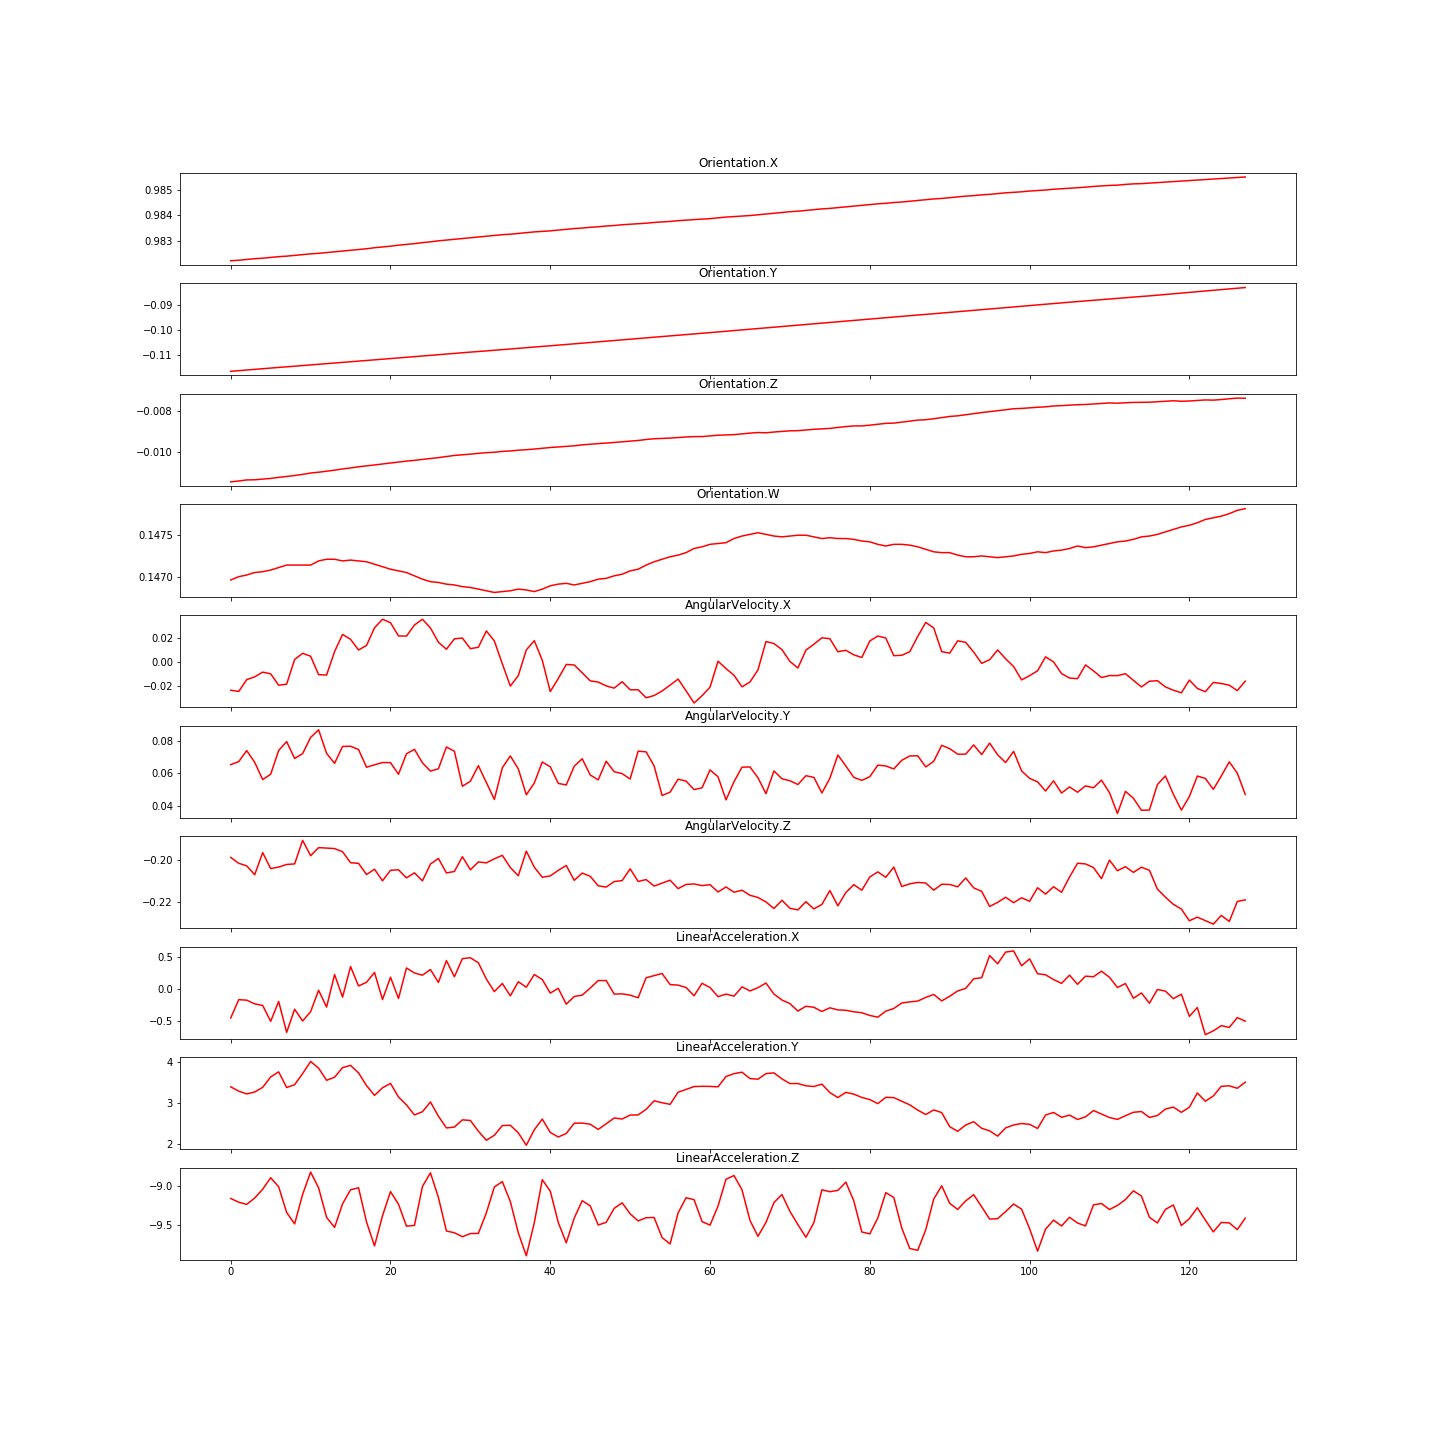 Orientation.X
0.985
0.984
0.983
Orientation.Y
−0.09
−0.10
−0.11
Orientation.Z
−0.008
−0.010
Orientation.W
0.1475
0.1470
AngularVelocity.X
0.02
0.00
−0.02
AngularVelocity.Y
0.08
0.06
0.04
AngularVelocity.Z
−0.20
−0.22
LinearAcceleration.X
0.5
0.0
−0.5
LinearAcceleration.Y
4
3
2
LinearAcceleration.Z
−9.0
−9.5
0 20 40 60 80 100 120